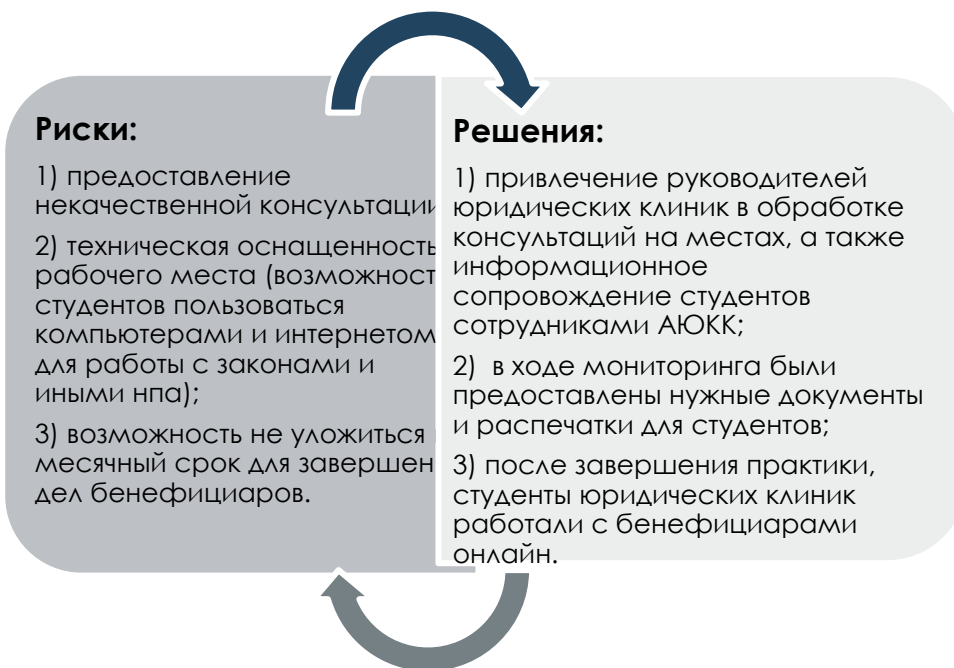 Риски:
1) предоставление
некачественной консультации
2) техническая оснащенность
рабочего места (возможност
студентов пользоваться
компьютерами и интернетом
для работы с законами и
иными нпа);
3) возможность не уложиться
месячный срок для завершен
дел бенефициаров.
Решения:
1) привлечение руководителей
юридических клиник в обработке
консультаций на местах, а также
информационное
сопровождение студентов
сотрудниками АЮКК;
2) в ходе мониторинга были
предоставлены нужные документы
и распечатки для студентов;
3) после завершения практики,
студенты юридических клиник
работали с бенефициарами
онлайн.